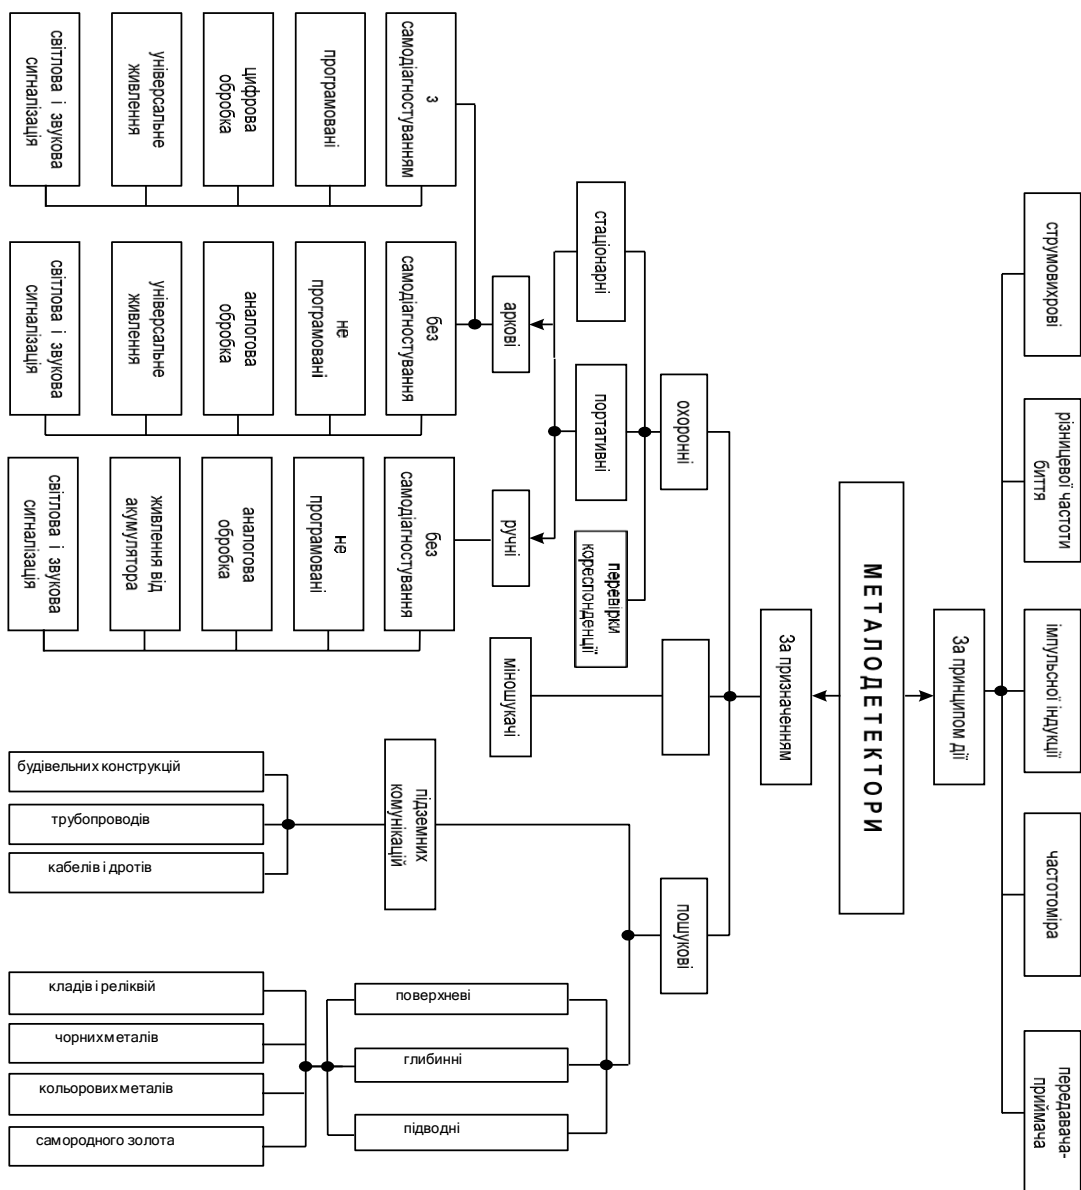 МЕТАЛОДЕТЕКТОРИ
За принципом дії
струмовихрові
різницевої частоти
биття
імпульсної індукції
частотоміра
передавача-
приймача
За призначенням
охоронні
стаціонарні
портативні
перевірки
кореспонденції
аркові
ручні
з
самодіагностуванням
програмовані
цифрова
обробка
універсальне
живлення
світлова і звукова
сигналізація
без
самодіагностування
не
програмовані
аналогова
обробка
універсальне
живлення
світлова і звукова
сигналізація
без
самодіагностування
не
програмовані
аналогова
обробка
живлення від
акумулятора
світлова і звукова
сигналізація
міношукачі
пошукові
підземних
комунікацій
будівельних конструкцій
трубопроводів
кабелів і дротів
поверхневі
глибинні
підводні
кладів і реліквій
чорних металів
кольорових металів
самородного золота